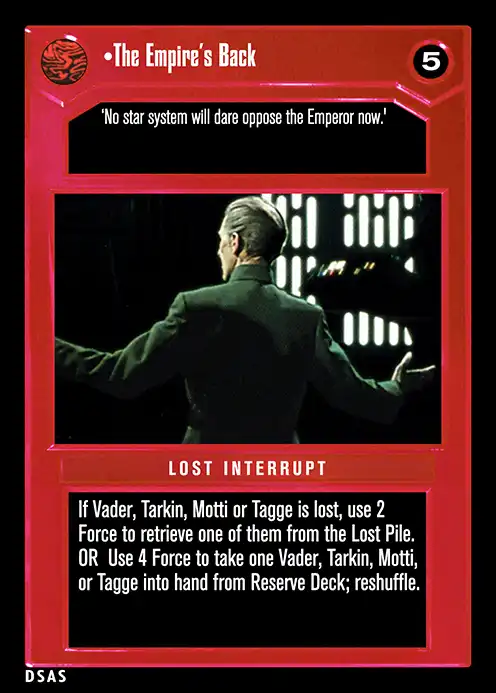 •The Empire's Back
5
'No star system will dare oppose the Emperor now.'
LOST INTERRUPT
If Vader, Tarkin, Motti or Tagge is lost, use 2
Force to retrieve one of them from the Lost Pile.
OR Use 4 Force to take one Vader, Tarkin, Motti,
or Tagge into hand from Reserve Deck; reshuffle.
DSAS